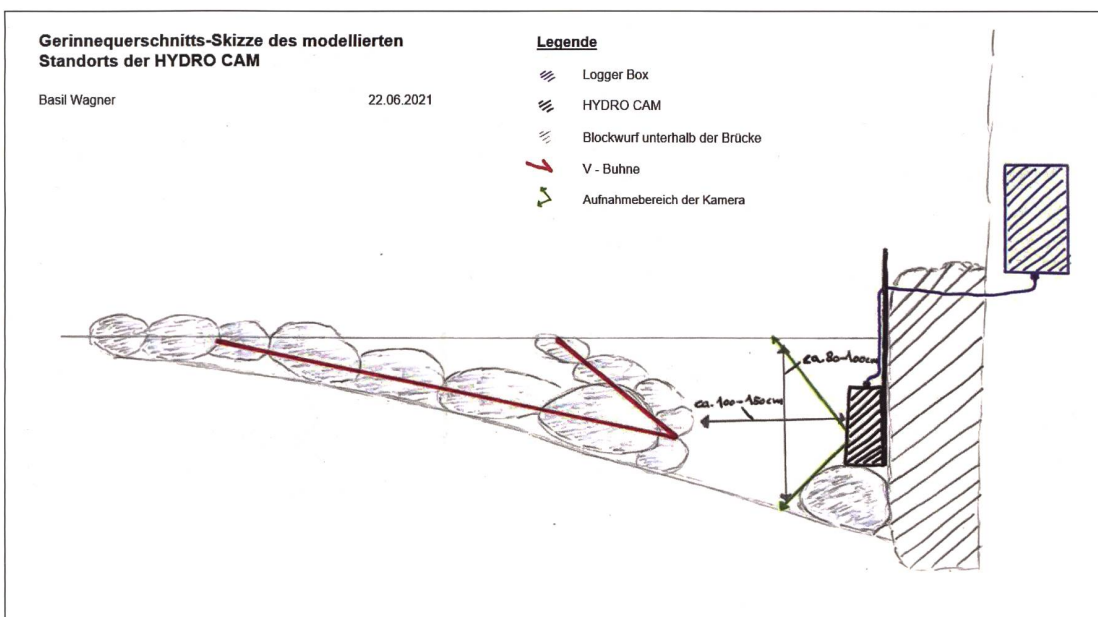 Gerinnequerschnitts-Skizze des modellierten
Standorts der HYDRO CAM
Basil Wagner 22.06.2021
Legende
Logger Box
HYDRO CAM
Blockwurf unterhalb der Brücke
V - Buhne
Aufnahmebereich der Kamera
ca. 80-100cm
ca. 100-150cm